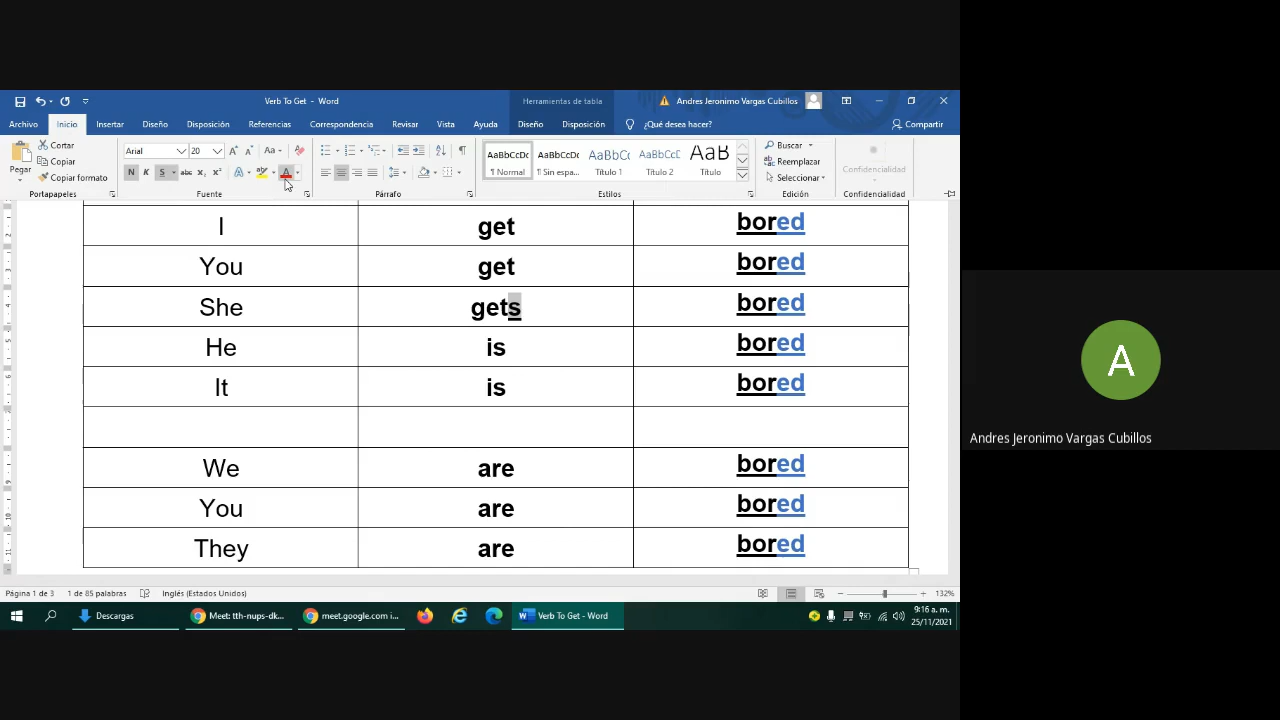 Verb To Get - Word
Herramientas de tabla
Andres Jeronimo Vargas Cubillos
Archivo Inicio Insertar Diseño Disposición Referencias Correspondencia Revisar Vista Ayuda Diseño Disposición ¿Qué desea hacer? Compartir
Pegar
Cortar
Copiar
Copiar formato
Portapapeles
Arial 20
N K S abc
Fuente
Párrafo
AaBbCcDc AaBbCcDc AaBbCc AaBbCcD AaB
¶ Normal ¶ Sin espa... Título 1 Título 2 Título
Estilos
Buscar
Reemplazar
Seleccionar
Edición
Confidencialidad
Confidencialidad
I get bored
You get bored
She gets bored
He is bored
It is bored
We are bored
You are bored
They are bored
A
Andres Jeronimo Vargas Cubillos
Página 1 de 3 1 de 85 palabras Inglés (Estados Unidos) 132%
Descargas Meet: tth-nups-dk... meet.google.com i... Verb To Get - Word
9:16 a. m.
25/11/2021